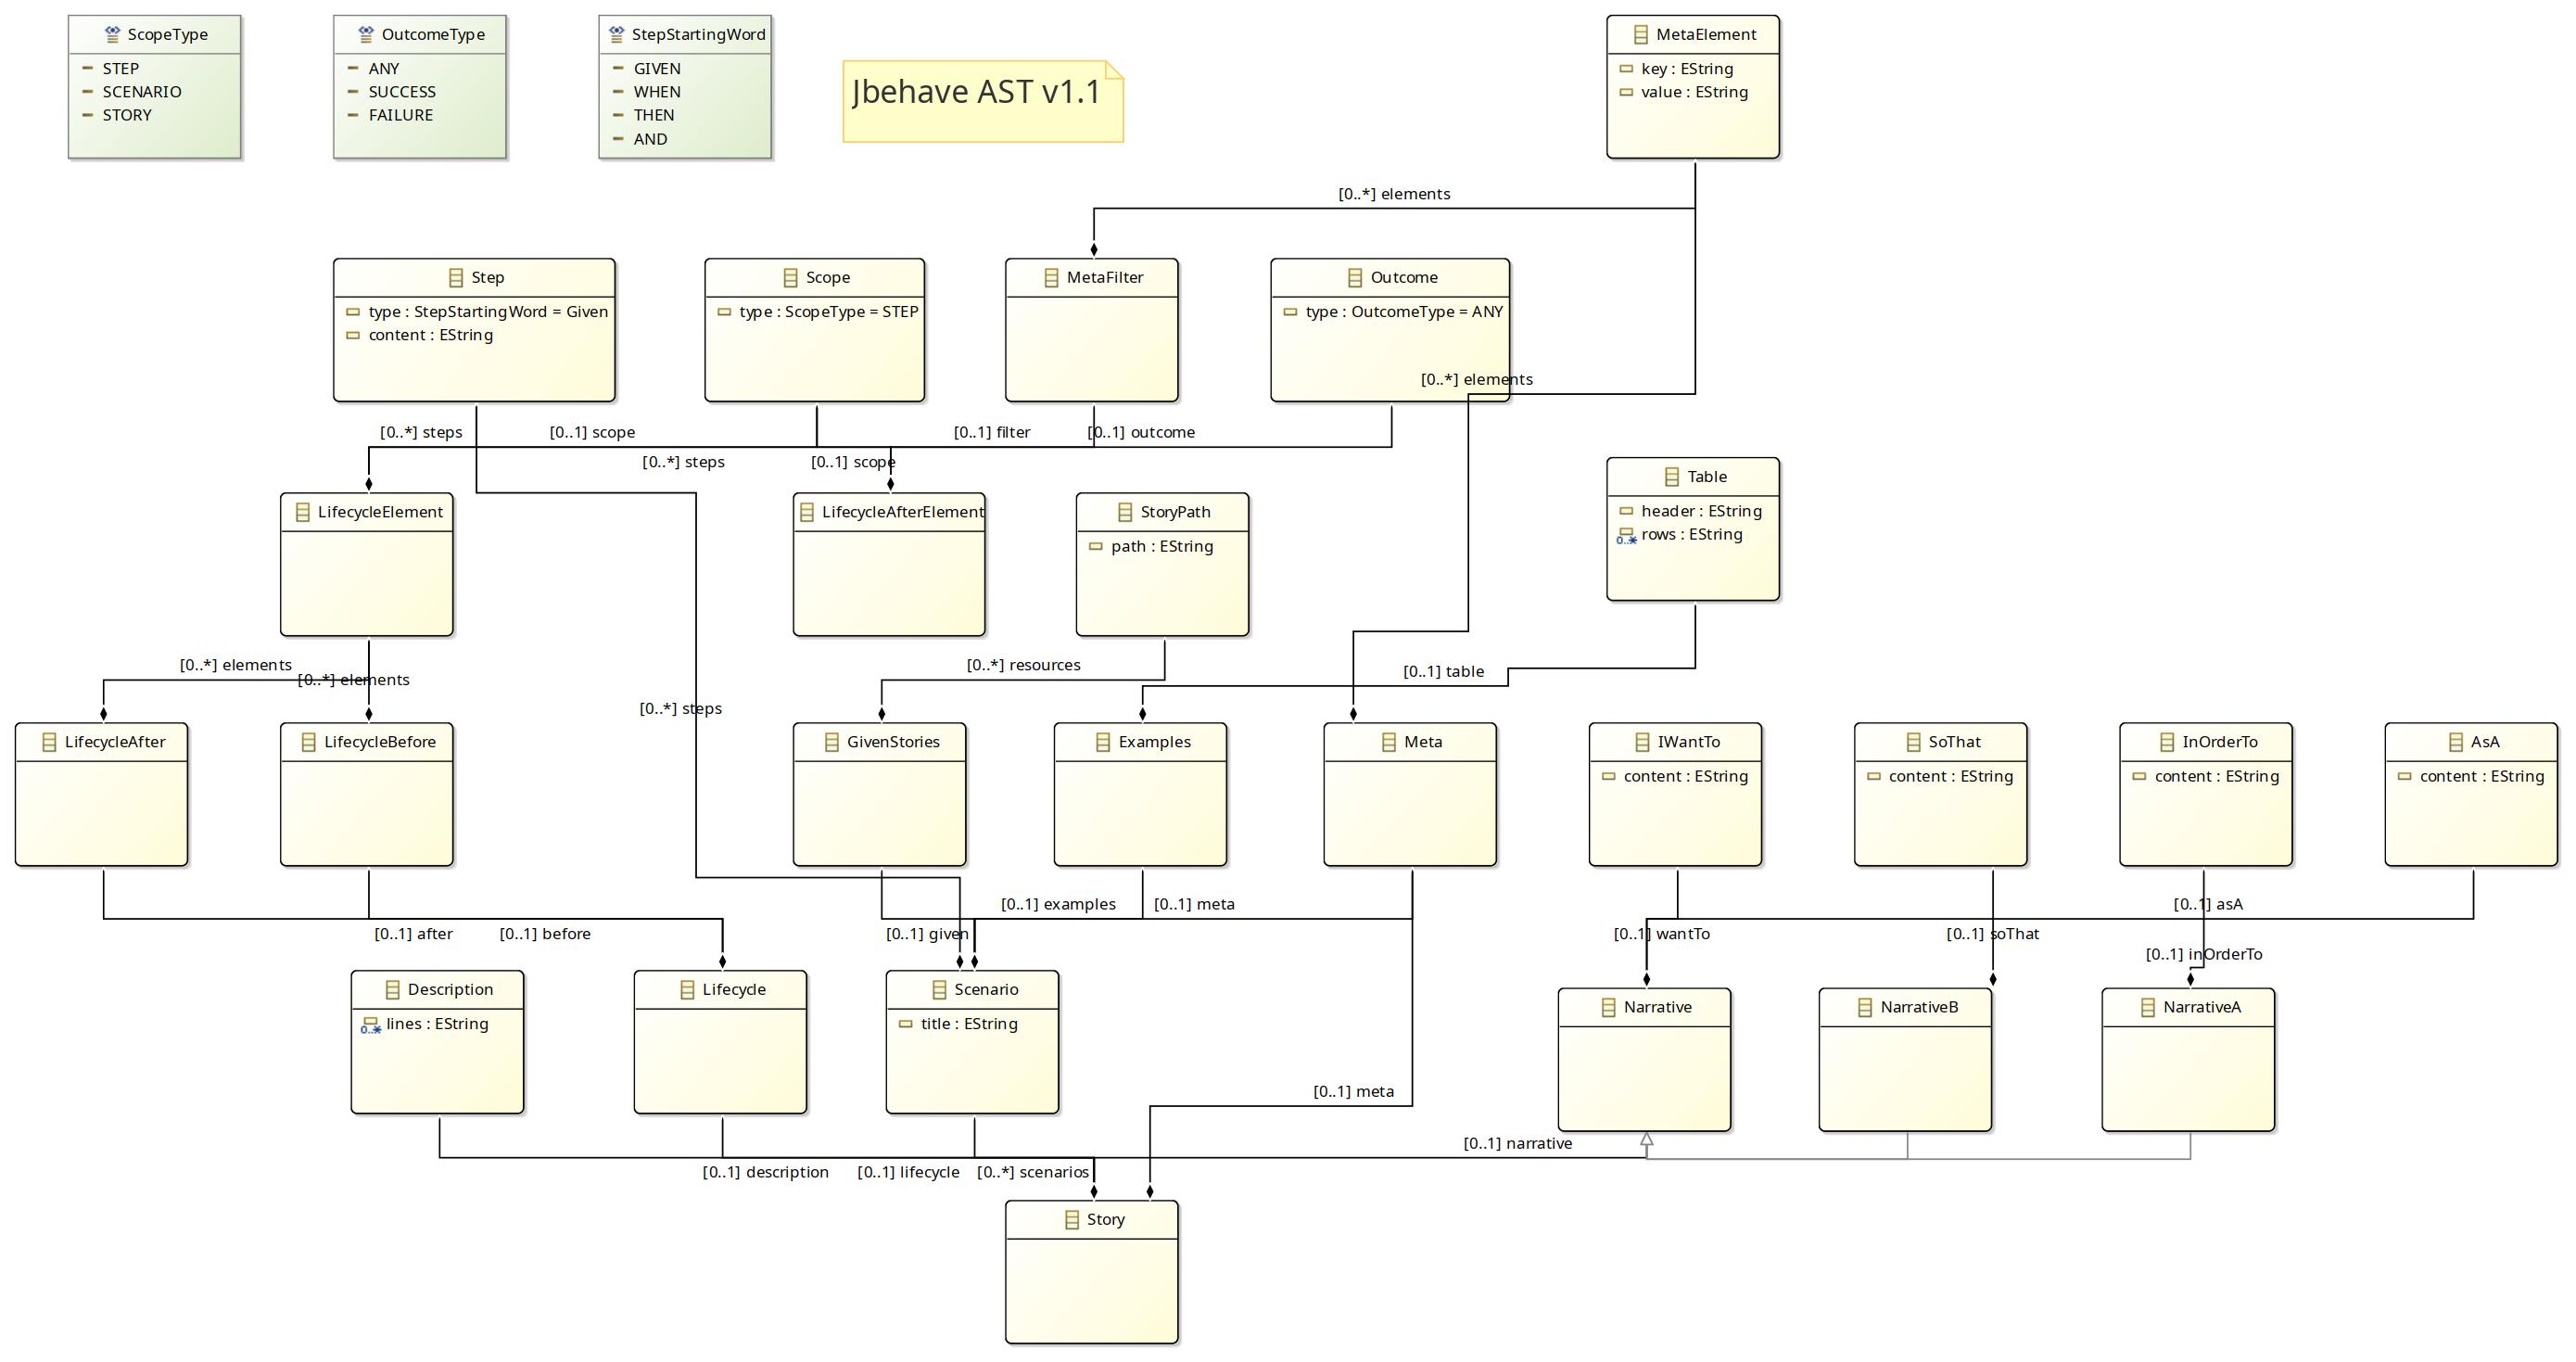 ScopeType
STEP
SCENARIO
STORY
OutcomeType
ANY
SUCCESS
FAILURE
StepStartingWord
GIVEN
WHEN
THEN
AND
Jbehave AST v1.1
MetaElement
key : EString
value : EString
[0..*] elements
Step
type : StepStartingWord = Given
content : EString
Scope
type : ScopeType = STEP
MetaFilter
Outcome
type : OutcomeType = ANY
[0..*] elements
[0..*] steps
[0..1] scope
[0..1] filter
[0..1] outcome
[0..*] steps
[0..1] scope
LifecycleElement
LifecycleAfterElement
StoryPath
path : EString
Table
header : EString
0..* rows : EString
[0..*] elements
[0..*] elements
[0..*] resources
[0..1] table
[0..*] steps
LifecycleAfter
LifecycleBefore
GivenStories
Examples
Meta
IWantTo
content : EString
SoThat
content : EString
InOrderTo
content : EString
AsA
content : EString
[0..1] examples
[0..1] meta
[0..1] asA
[0..1] after
[0..1] before
[0..1] given
[0..1] wantTo
[0..1] soThat
[0..1] inOrderTo
Description
0..* lines : EString
Lifecycle
Scenario
title : EString
Narrative
NarrativeB
NarrativeA
[0..1] meta
[0..1] narrative
[0..1] description
[0..1] lifecycle
[0..*] scenarios
Story